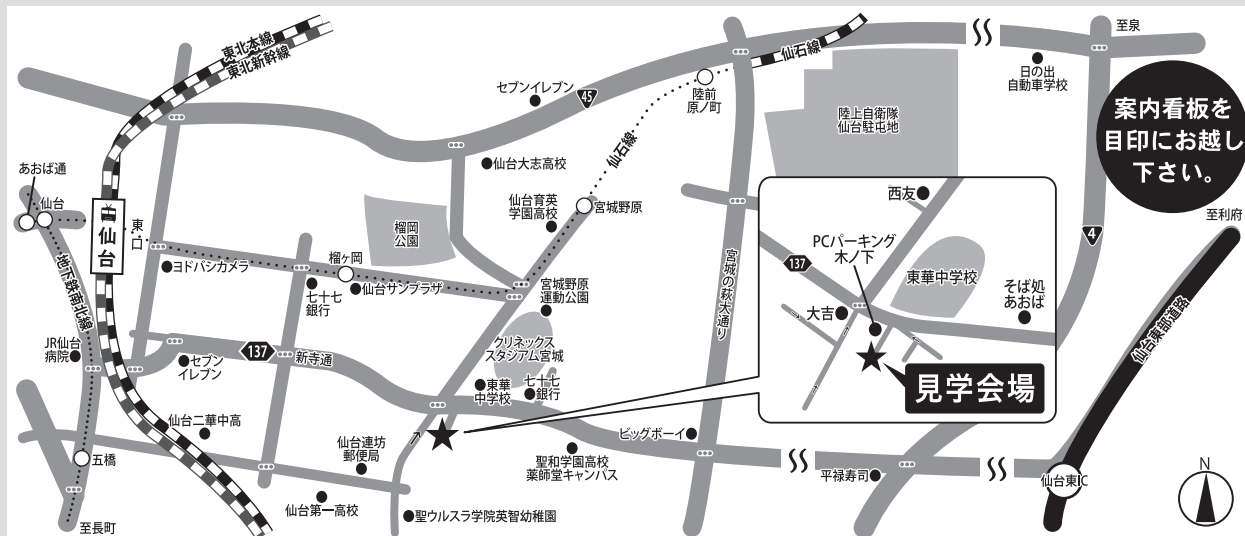 東北本線
東北新幹線
仙石線
至泉
日の出
自動車学校
セブンイレブン
45
陸前
原ノ町
陸上自衛隊
仙台駐屯地
案内看板を
目印にお越し
下さい。
仙台大志高校
仙石線
あおば通
仙台
仙台
東口
榴岡
公園
仙台育英
学園高校
宮城野原
西友
至利府
4
ヨドバシカメラ
榴ヶ岡
七十七
銀行
仙台サンプラザ
宮城野原
運動公園
宮城の萩大通り
137
PCパーキング
木ノ下
東華中学校
大吉
そば処
あおば
地下鉄南北線
JR仙台
病院
セブン
イレブン
137
新寺通
クリネックス
スタジアム宮城
東華
中学校
七十七
銀行
見学会場
仙台東部道路
仙台二華中高
仙台連坊
郵便局
聖和学園高校
薬師堂キャンパス
ビッグボーイ
平禄寿司
仙台東IC
五橋
仙台第一高校
聖ウルスラ学院英智幼稚園
至長町
N